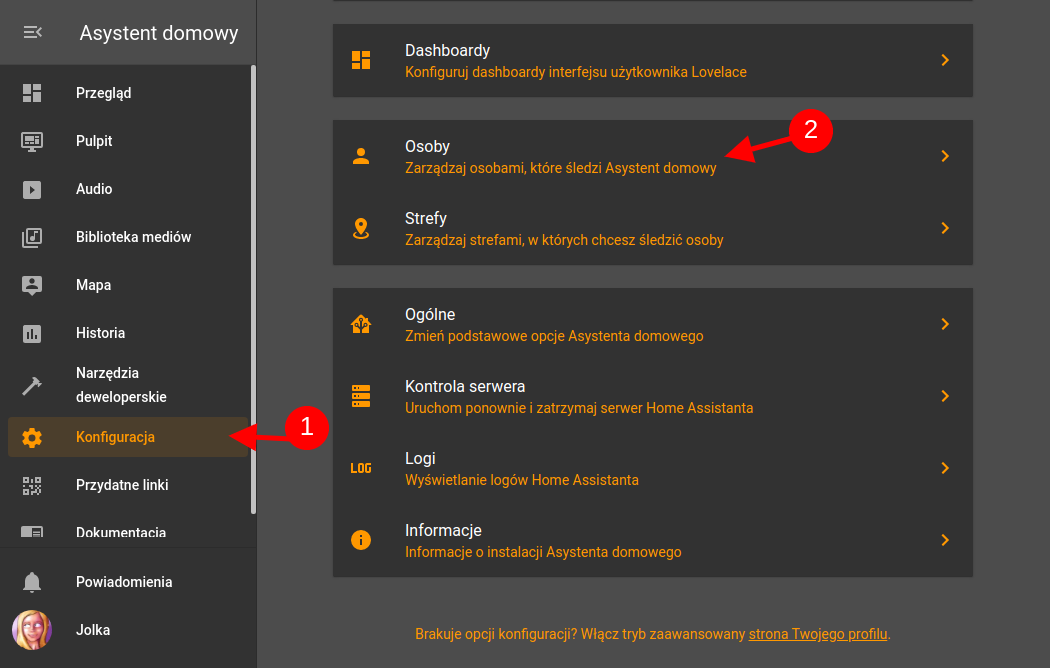 Asystent domowy
Przegląd
Pulpit
Audio
Biblioteka mediów
Mapa
Historia
Narzędzia
deweloperskie
Konfiguracja
Przydatne linki
Dokumentacja
Powiadomienia
Jolka
1
Dashboardy
Konfiguruj dashboardy interfejsu użytkownika Lovelace
2
Osoby
Zarządzaj osobami, które śledzi Asystent domowy
Strefy
Zarządzaj strefami, w których chcesz śledzić osoby
Ogólne
Zmień podstawowe opcje Asystenta domowego
Kontrola serwera
Uruchom ponownie i zatrzymaj serwer Home Assistanta
LOG
Logi
Wyświetlanie logów Home Assistanta
Informacje
Informacje o instalacji Asystenta domowego
Brakuje opcji konfiguracji? Włącz tryb zaawansowany strona Twojego profilu.